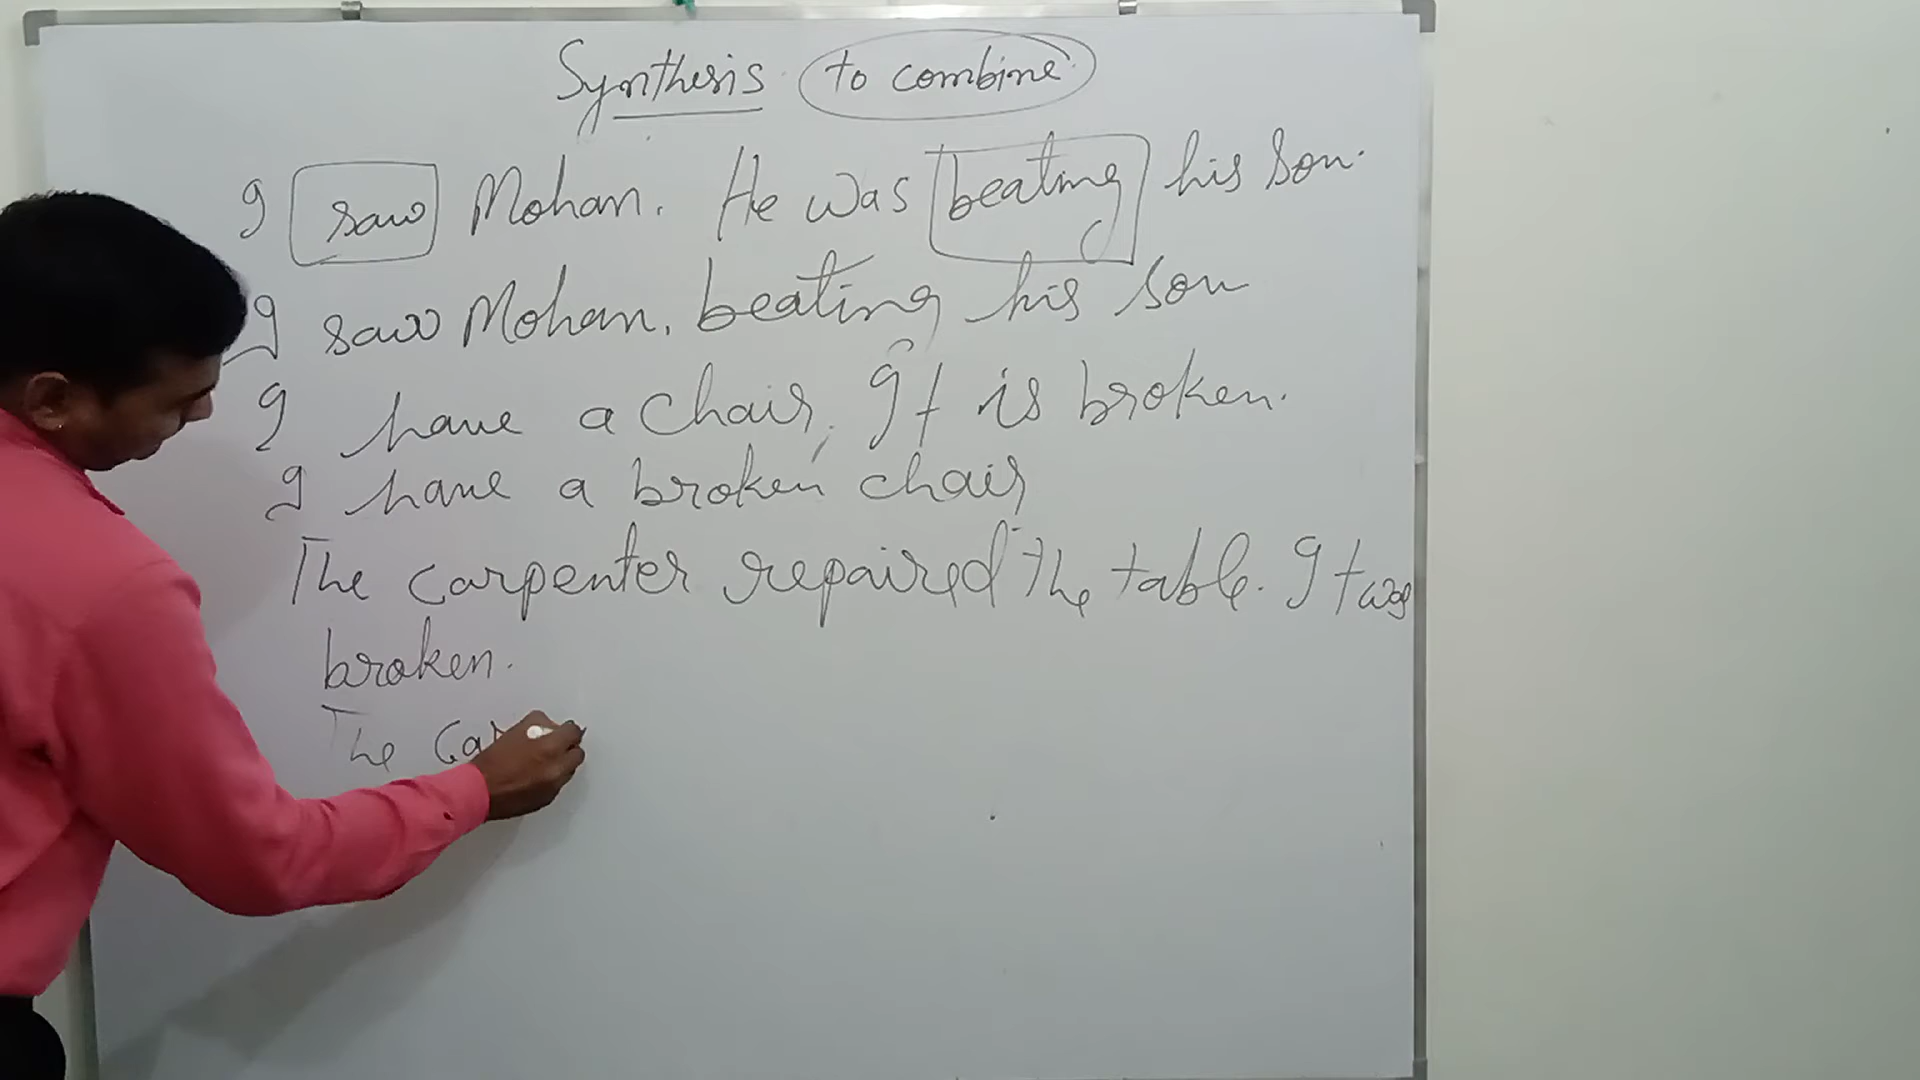 Synthesis to combine
I saw Mohan. He was beating his son.
I saw Mohan, beating his son
I have a chair, It is broken.
I have a broken chair
The carpenter repaired the table. It was
broken.
The Car